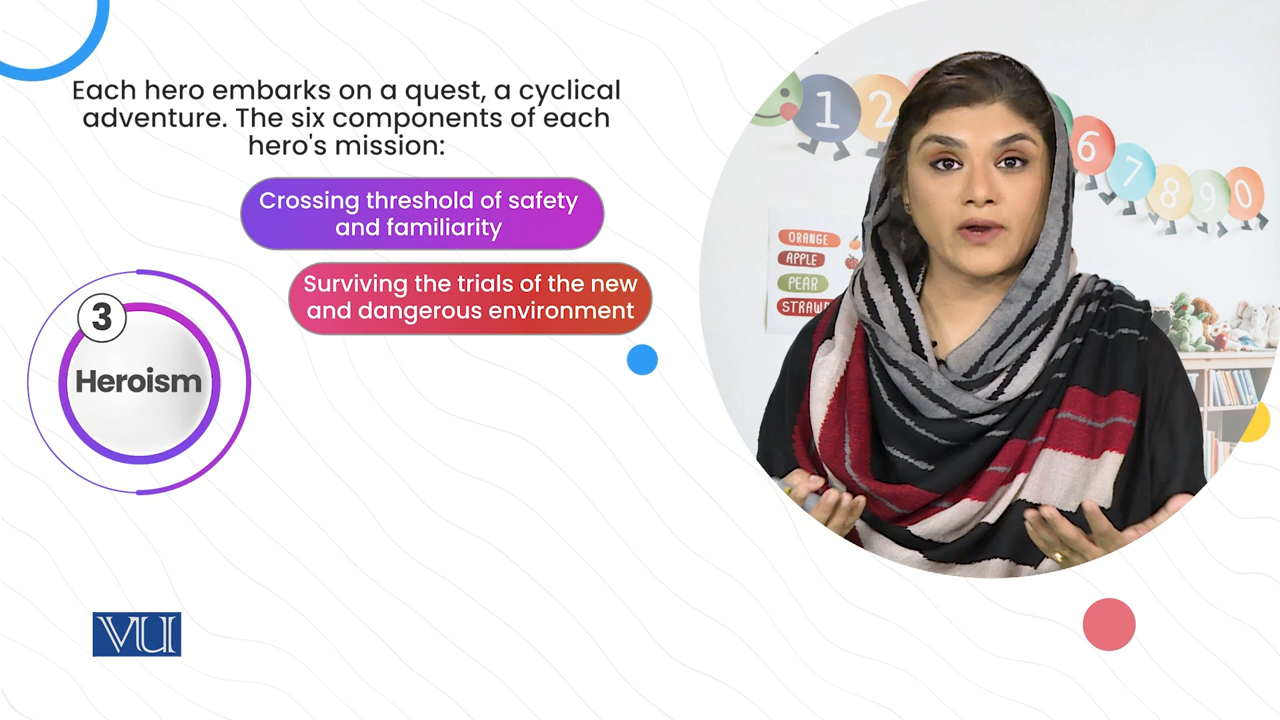 Each hero embarks on a quest, a cyclical
adventure. The six components of each
hero's mission:
Crossing threshold of safety
and familiarity
Surviving the trials of the new
and dangerous environment
3
Heroism
VU
1 2
6 7 8 9 0
ORANGE
APPLE
PEAR